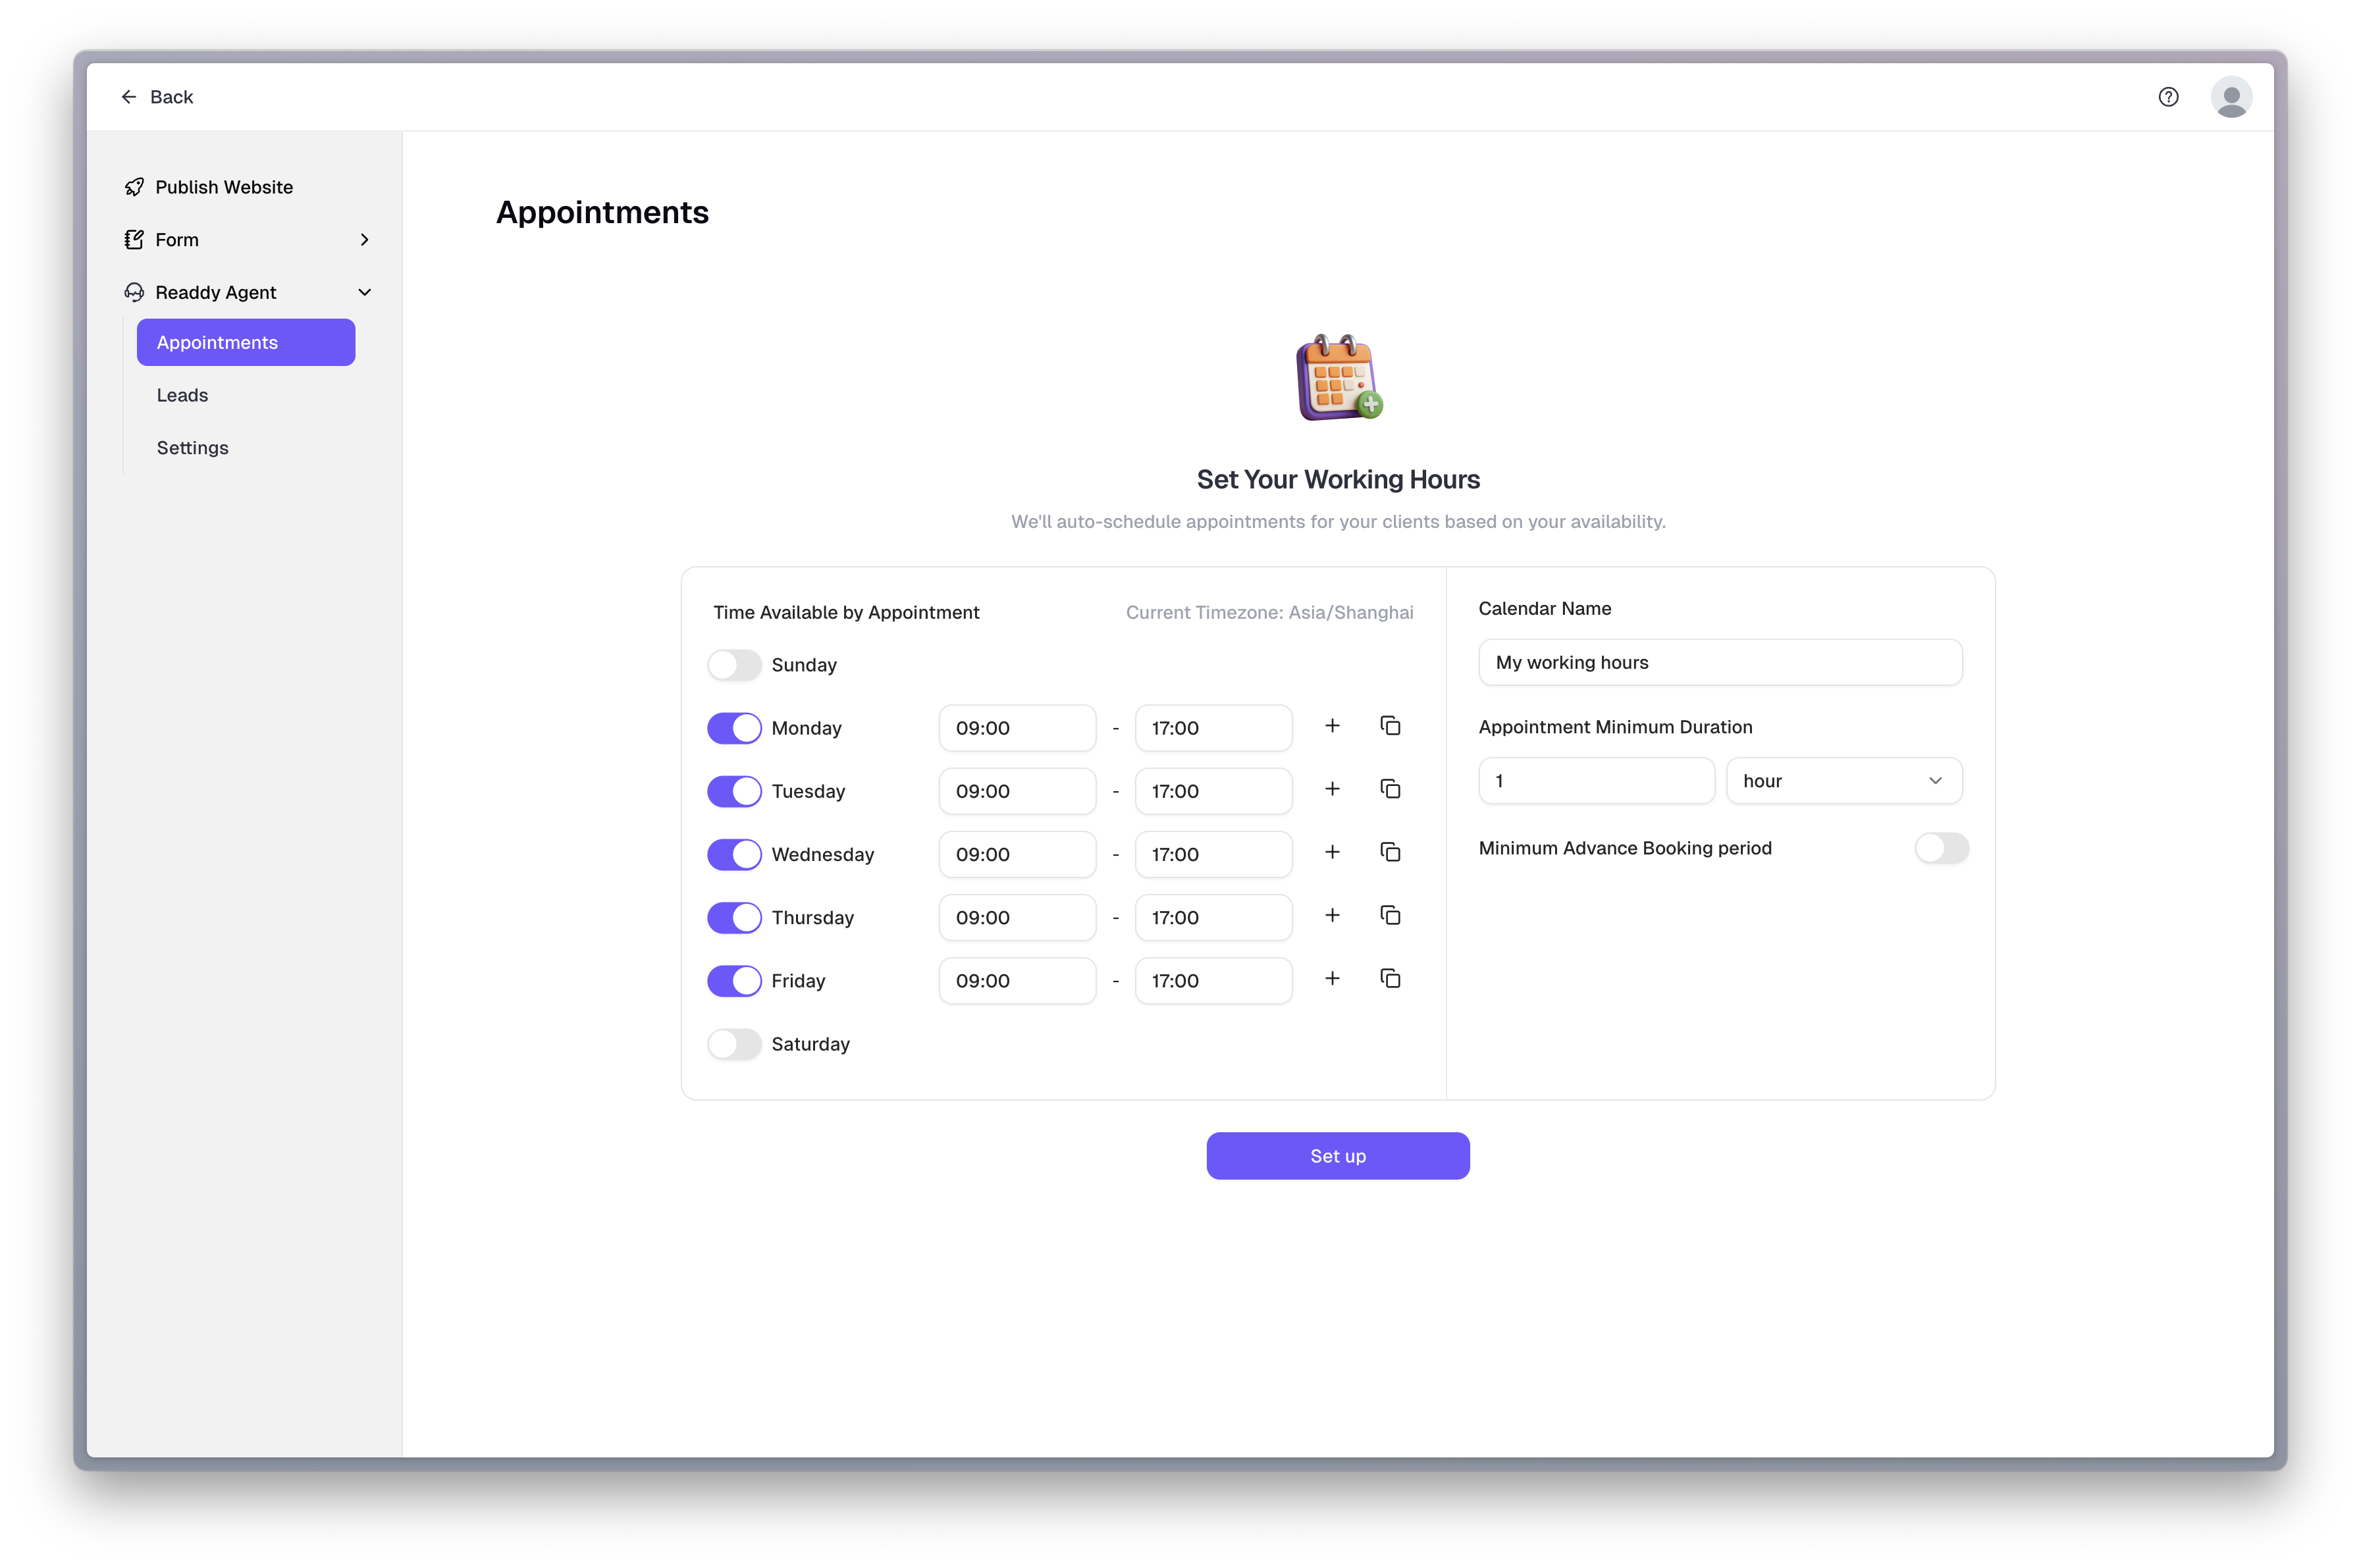 Back
Publish Website
Form
Readdy Agent
Appointments
Leads
Settings
Appointments
Set Your Working Hours
We'll auto-schedule appointments for your clients based on your availability.
Time Available by Appointment
Current Timezone: Asia/Shanghai
Sunday
Monday 09:00 - 17:00
Tuesday 09:00 - 17:00
Wednesday 09:00 - 17:00
Thursday 09:00 - 17:00
Friday 09:00 - 17:00
Saturday
Calendar Name
My working hours
Appointment Minimum Duration
1 hour
Minimum Advance Booking period
Set up